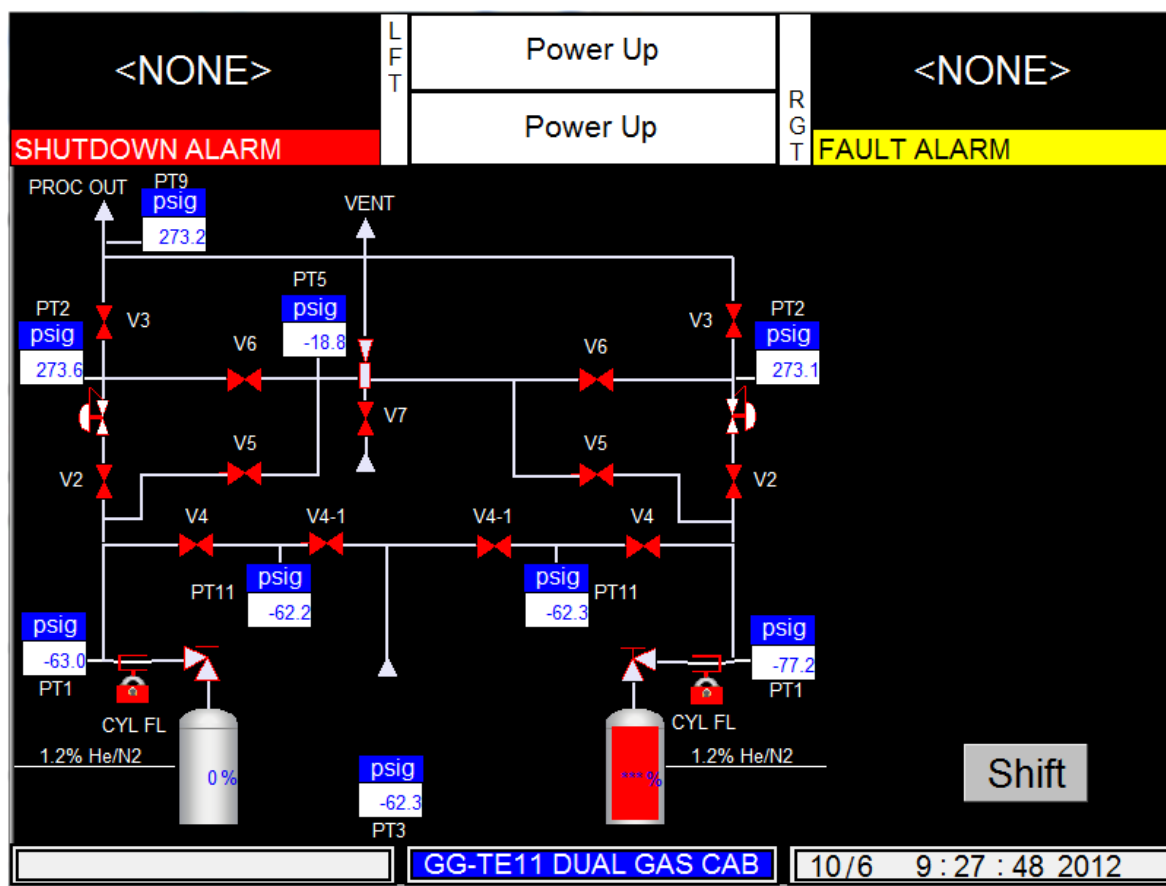 <NONE>
LFT
Power Up
Power Up
RGT
<NONE>
SHUTDOWN ALARM
FAULT ALARM
PROC OUT
PT9
psig
273.2
VENT
PT5
psig
-18.8
PT2
psig
273.6
V3
V6
V3
PT2
psig
273.1
V6
V7
V5
V5
V2
V2
V4
V4-1
V4-1
V4
PT11
psig
-62.2
psig
-62.3
PT11
psig
-63.0
PT1
psig
-77.2
PT1
CYL FL
CYL FL
1.2% He/N2
0 %
*** %
1.2% He/N2
psig
-62.3
PT3
Shift
GG-TE11 DUAL GAS CAB
10/6 9:27:48 2012